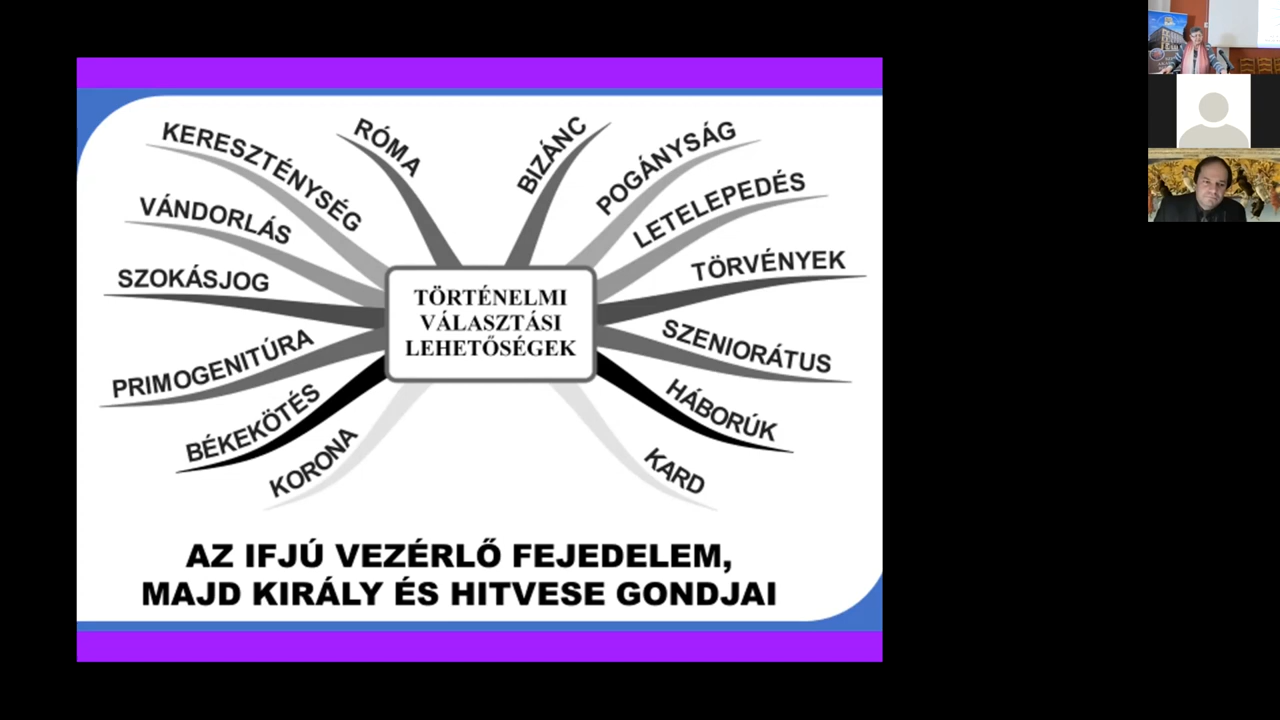 KERESZTÉNYSÉG
RÓMA
BIZÁNC
POGÁNYSÁG
VÁNDORLÁS
LETELEPEDÉS
SZOKÁSJOG
TÖRVÉNYEK
TÖRTÉNELMI
VÁLASZTÁSI
LEHETŐSÉGEK
PRIMOGENITÚRA
SZENIORÁTUS
BÉKEKÖTÉS
HÁBORÚK
KORONA
KARD
AZ IFJÚ VEZÉRLŐ FEJEDELEM,
MAJD KIRÁLY ÉS HITVESE GONDJAI